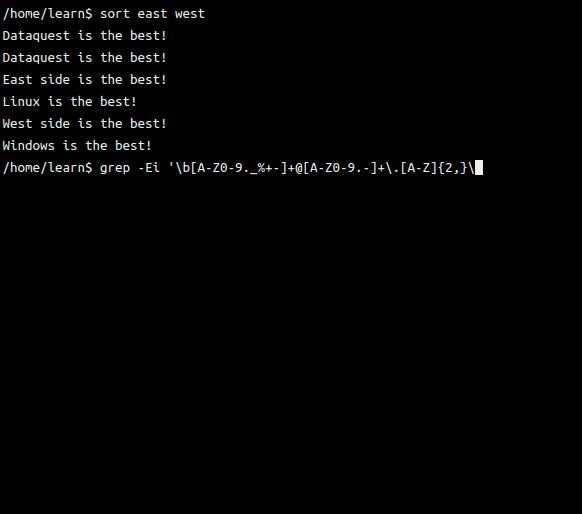 /home/learn$ sort east west
Dataquest is the best!
Dataquest is the best!
East side is the best!
Linux is the best!
West side is the best!
Windows is the best!
/home/learn$ grep -Ei '\b[A-Z0-9._%+-]+@[A-Z0-9.-]+\.[A-Z]{2,}\